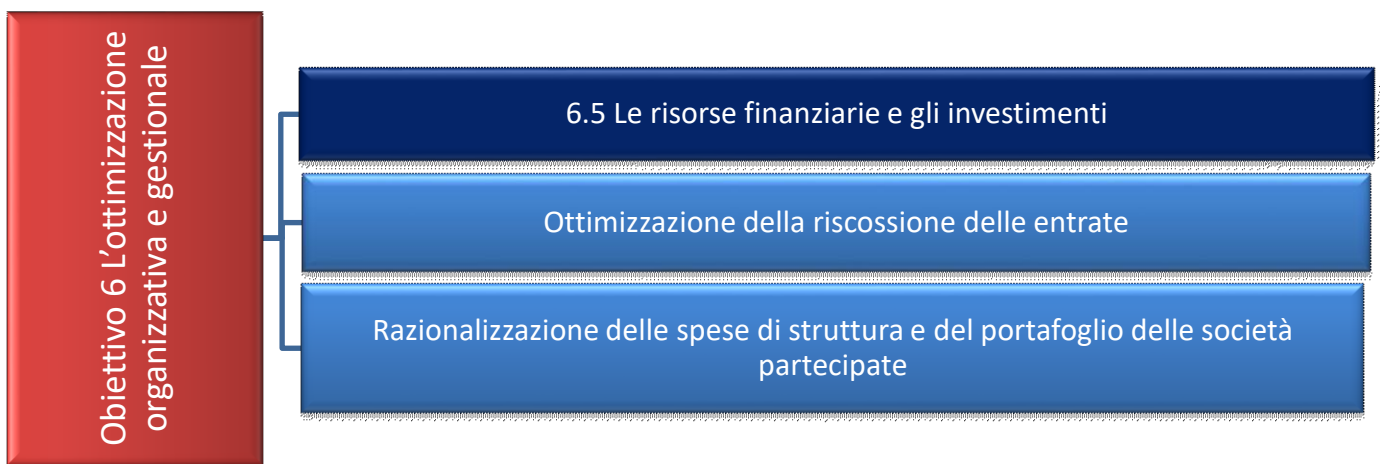 Obiettivo 6 L'ottimizzazione
organizzativa e gestionale
6.5 Le risorse finanziarie e gli investimenti
Ottimizzazione della riscossione delle entrate
Razionalizzazione delle spese di struttura e del portafoglio delle società
partecipate